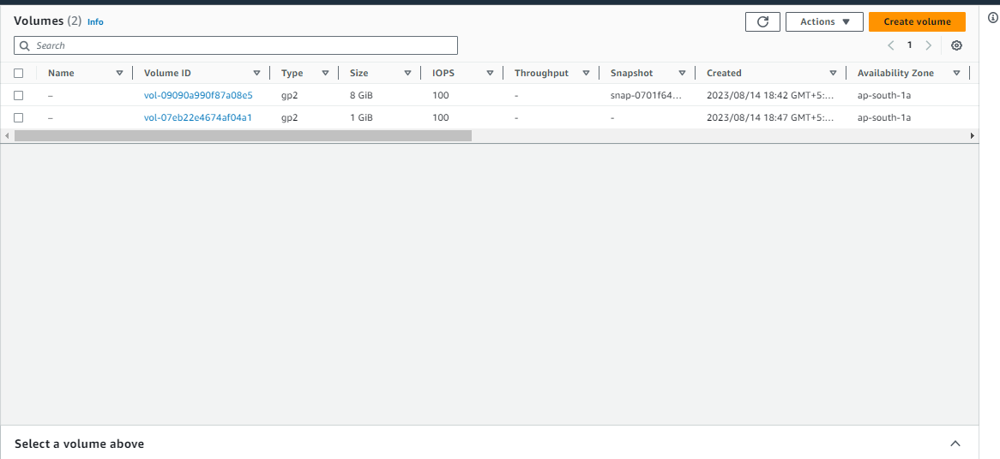 Volumes (2) Info
Actions
Create volume
Search
1
Name Volume ID Type Size IOPS Throughput Snapshot Created Availability Zone
– vol-09090a990f87a08e5 gp2 8 GiB 100 - snap-0701f64... 2023/08/14 18:42 GMT+5:... ap-south-1a
– vol-07eb22e4674af04a1 gp2 1 GiB 100 - - 2023/08/14 18:47 GMT+5:... ap-south-1a
Select a volume above